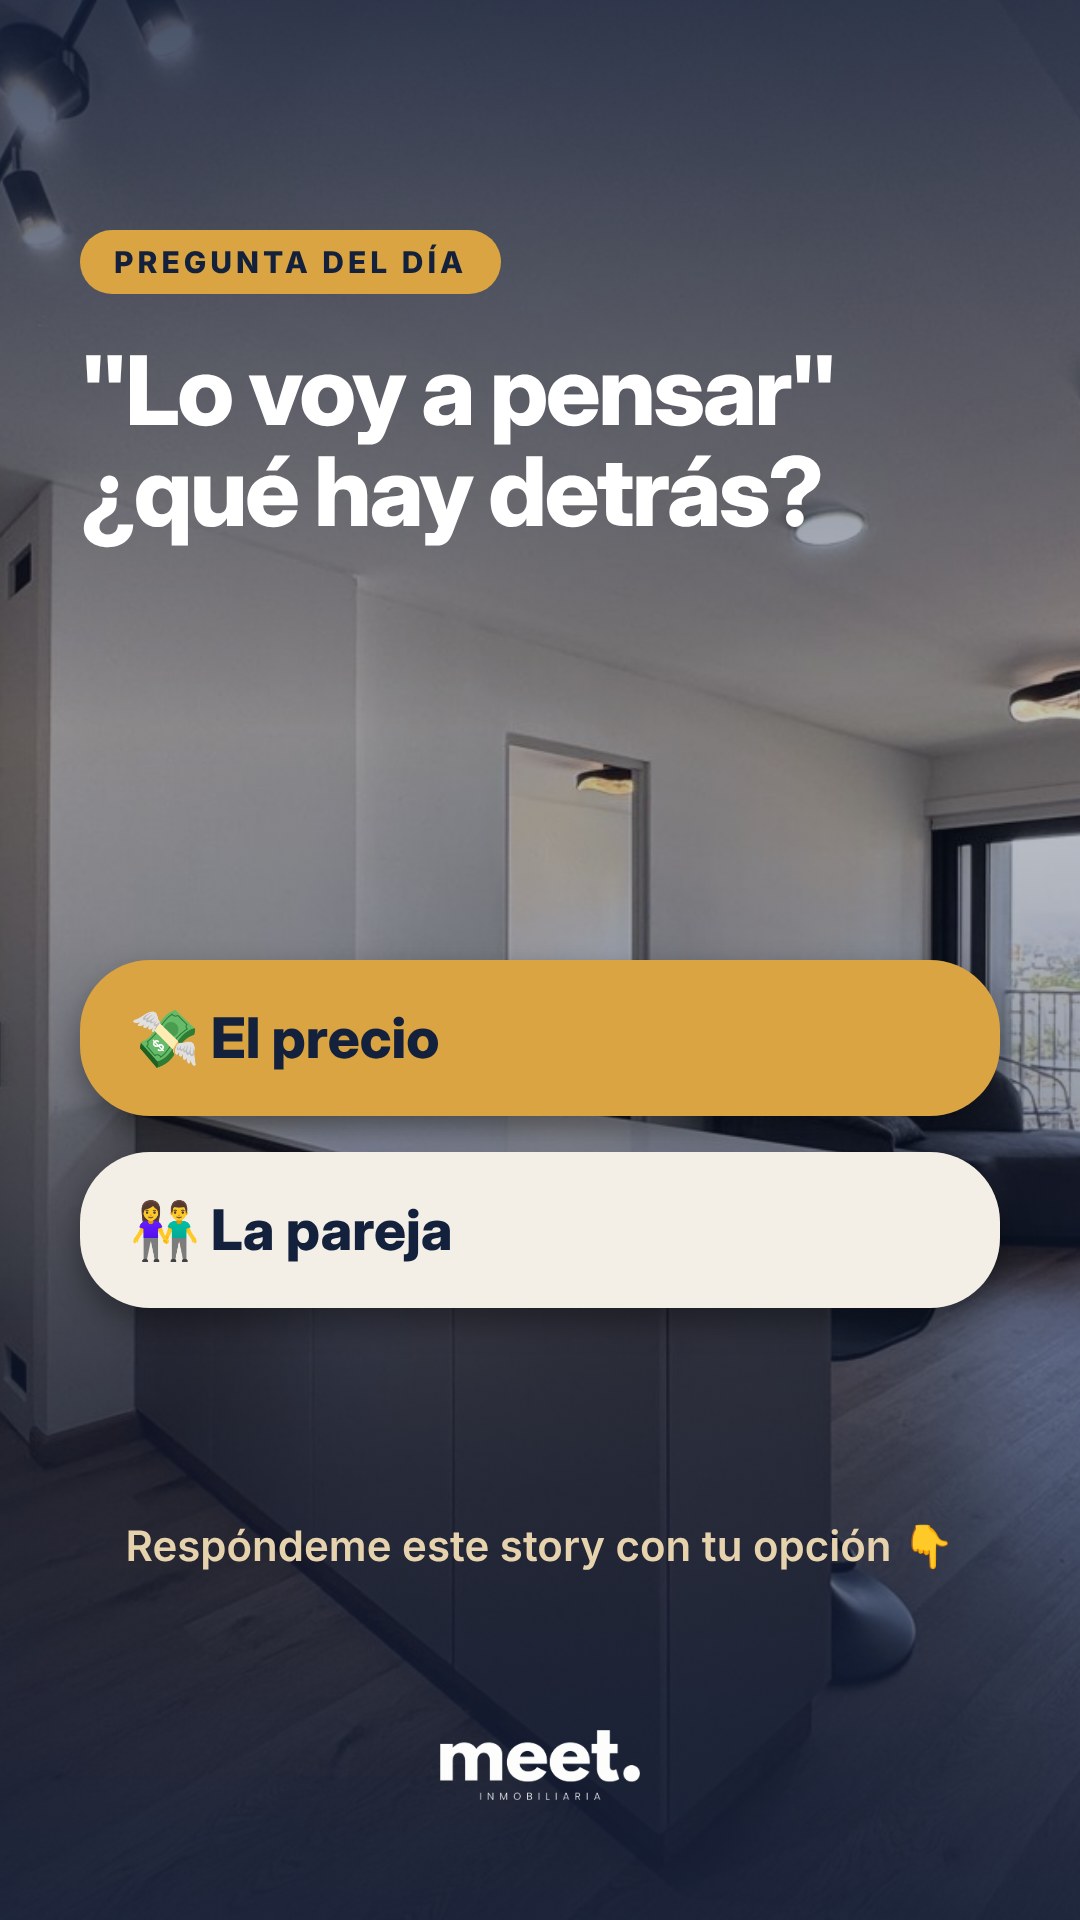 PREGUNTA DEL DÍA
"Lo voy a pensar"
¿qué hay detrás?
💸 El precio
👫 La pareja
Respóndeme este story con tu opción 👇
meet.
INMOBILIARIA